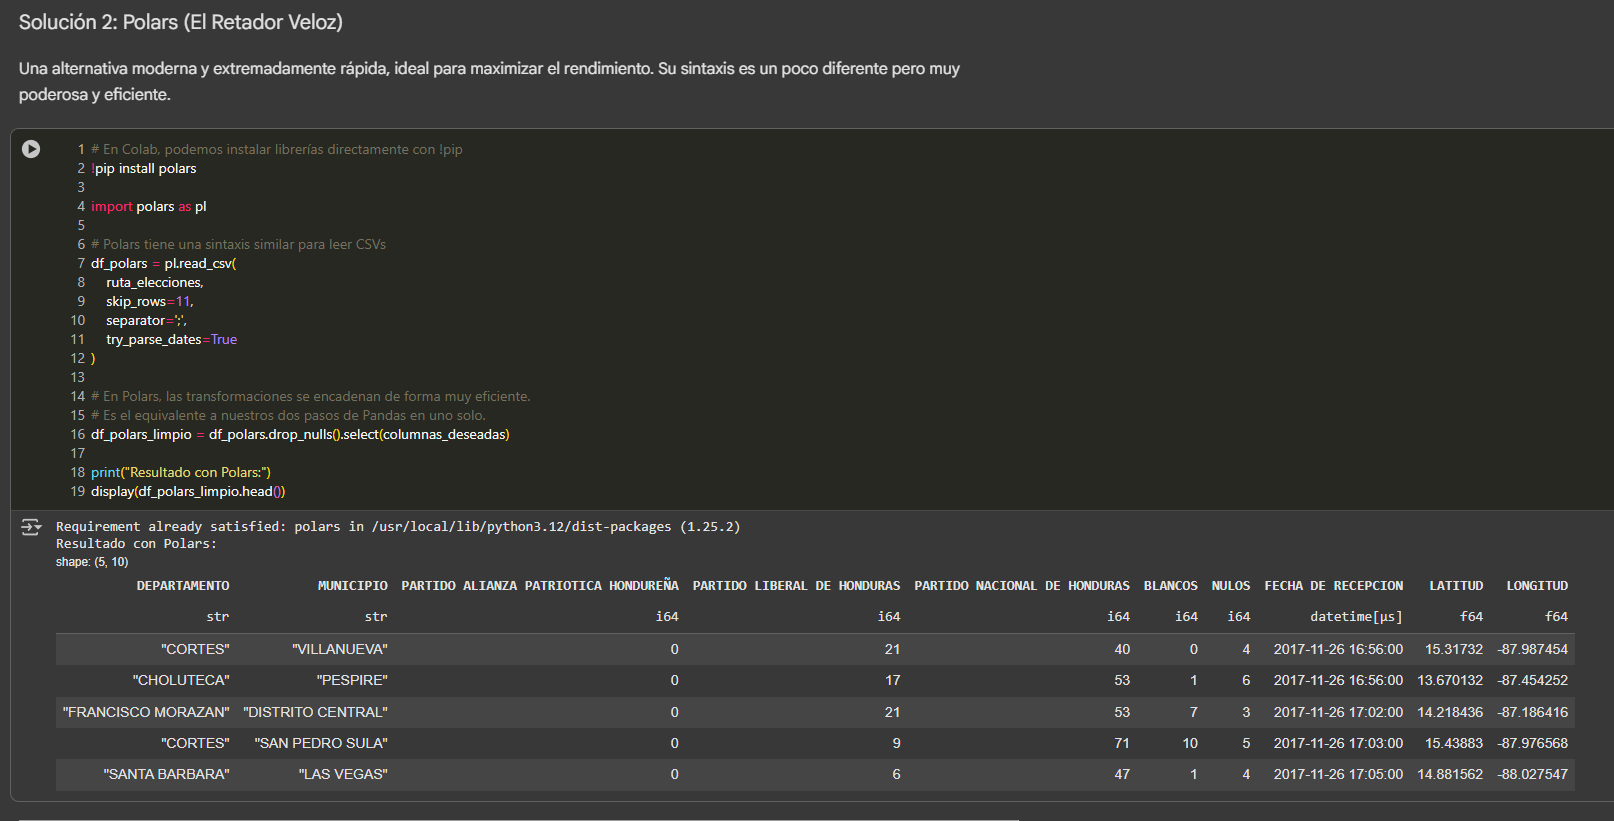 Solución 2: Polars (El Retador Veloz)
Una alternativa moderna y extremadamente rápida, ideal para maximizar el rendimiento. Su sintaxis es un poco diferente pero muy
poderosa y eficiente.
1 # En Colab, podemos instalar librerías directamente con !pip
2 !pip install polars
3
4 import polars as pl
5
6 # Polars tiene una sintaxis similar para leer CSVs
7 df_polars = pl.read_csv(
8 ruta_elecciones,
9 skip_rows=11,
10 separator=';',
11 try_parse_dates=True
12 )
13
14 # En Polars, las transformaciones se encadenan de forma muy eficiente.
15 # Es el equivalente a nuestros dos pasos de Pandas en uno solo.
16 df_polars_limpio = df_polars.drop_nulls().select(columnas_deseadas)
17
18 print("Resultado con Polars:")
19 display(df_polars_limpio.head())
Requirement already satisfied: polars in /usr/local/lib/python3.12/dist-packages (1.25.2)
Resultado con Polars:
shape: (5, 10)
DEPARTAMENTO MUNICIPIO PARTIDO ALIANZA PATRIOTICA HONDUREÑA PARTIDO LIBERAL DE HONDURAS PARTIDO NACIONAL DE HONDURAS BLANCOS NULOS FECHA DE RECEPCION LATITUD LONGITUD
str str i64 i64 i64 i64 i64 datetime[μs] f64 f64
"CORTES" "VILLANUEVA" 0 21 40 0 4 2017-11-26 16:56:00 15.31732 -87.987454
"CHOLUTECA" "PESPIRE" 0 17 53 1 6 2017-11-26 16:56:00 13.670132 -87.454252
"FRANCISCO MORAZAN" "DISTRITO CENTRAL" 0 21 53 7 3 2017-11-26 17:02:00 14.218436 -87.186416
"CORTES" "SAN PEDRO SULA" 0 9 71 10 5 2017-11-26 17:03:00 15.43883 -87.976568
"SANTA BARBARA" "LAS VEGAS" 0 6 47 1 4 2017-11-26 17:05:00 14.881562 -88.027547